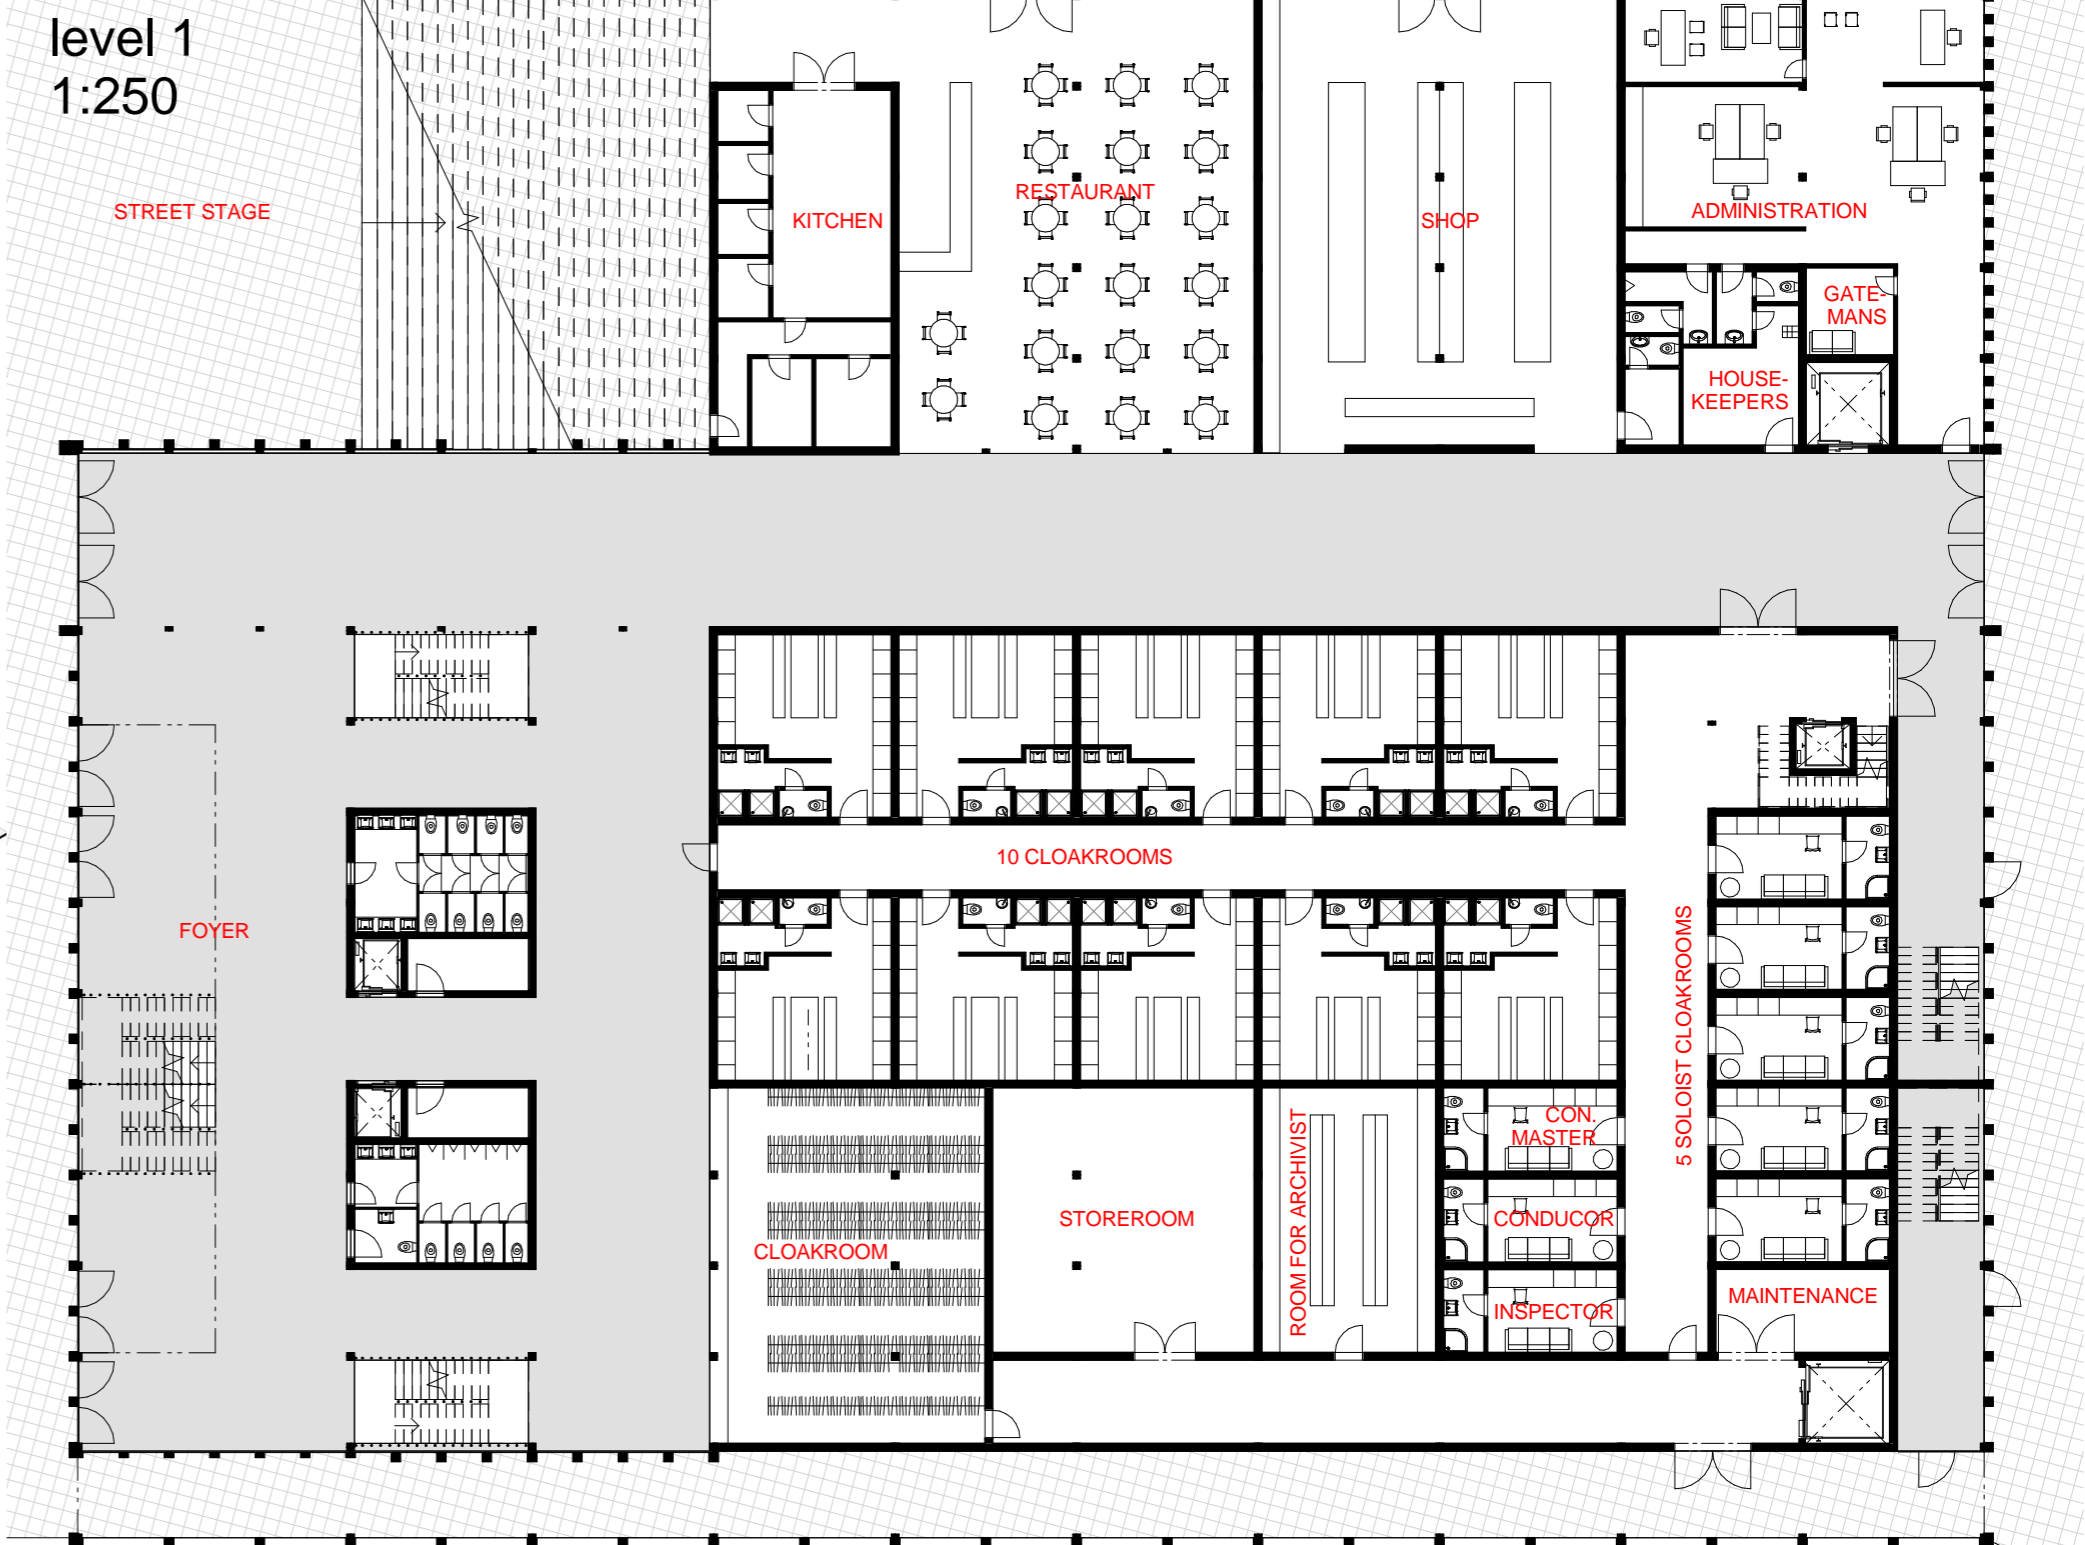 level 1
1:250
STREET STAGE
KITCHEN
RESTAURANT
SHOP
ADMINISTRATION
GATE-
MANS
HOUSE-
KEEPERS
10 CLOAKROOMS
FOYER
5 SOLOIST CLOAKROOMS
CON.
MASTER
ROOM FOR ARCHIVIST
STOREROOM
CONDUCOR
CLOAKROOM
MAINTENANCE
INSPECTOR